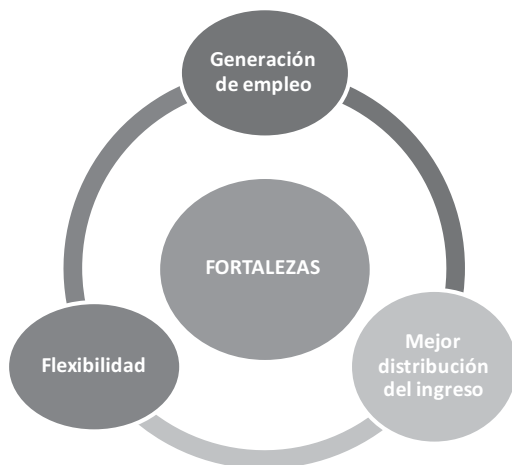 Generación
de empleo
FORTALEZAS
Flexibilidad
Mejor
distribución
del ingreso